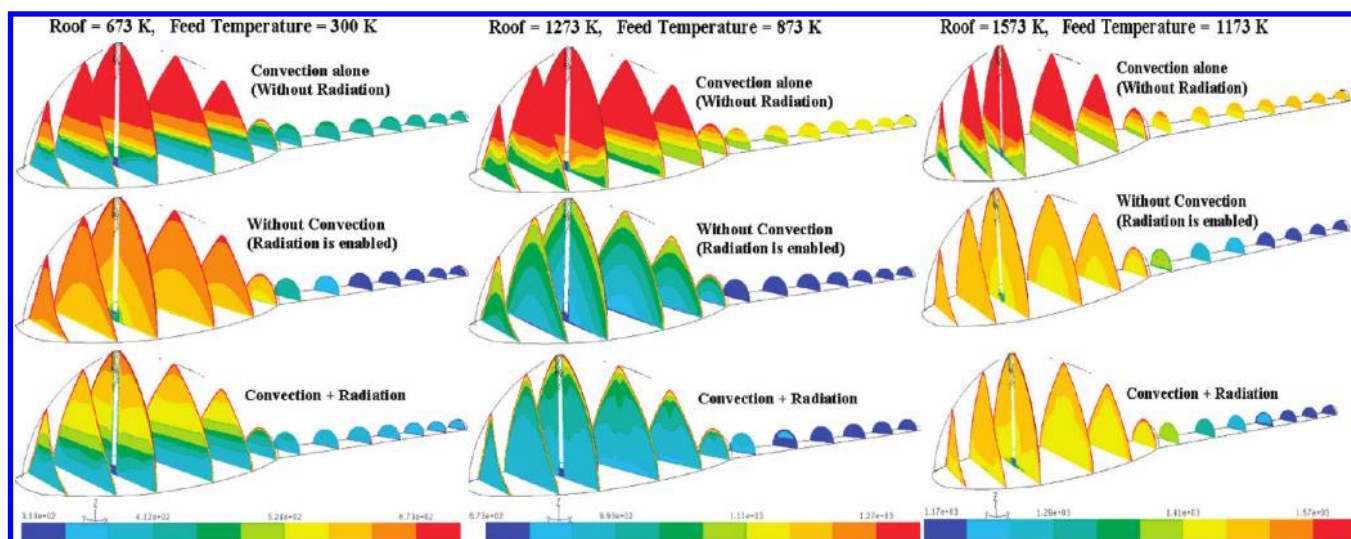 Roof = 673 K, Feed Temperature = 300 K
Convection alone
(Without Radiation)
Without Convection
(Radiation is enabled)
Convection + Radiation
Z
4.12e+02
5.26e+02
6.73e+02
Roof = 1273 K, Feed Temperature = 873 K
Convection alone
(Without Radiation)
Without Convection
(Radiation is enabled)
Convection + Radiation
Z
8.73e+02
9.93e+02
1.11e+03
1.27e+03
Roof = 1573 K, Feed Temperature = 1173 K
Convection alone
(Without Radiation)
Without Convection
(Radiation is enabled)
Convection + Radiation
Z
1.17e+03
1.29e+03
1.41e+03
1.57e+03